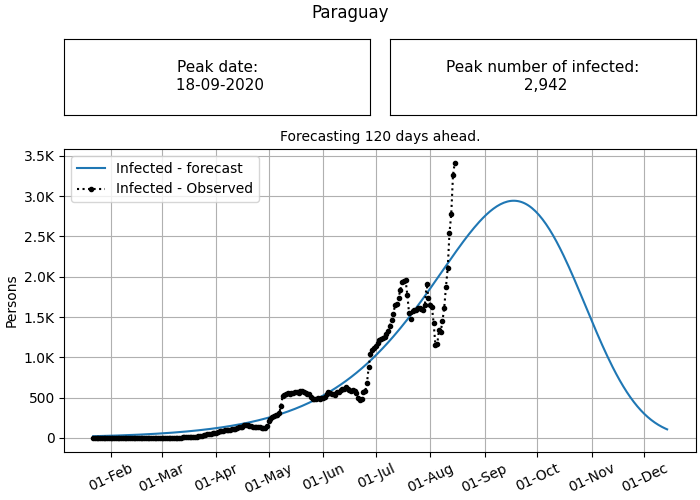 Paraguay
Peak date:
18-09-2020
Peak number of infected:
2,942
Forecasting 120 days ahead.
Infected - forecast
Infected - Observed
Persons
3.5K
3.0K
2.5K
2.0K
1.5K
1.0K
500
0
01-Feb
01-Mar
01-Apr
01-May
01-Jun
01-Jul
01-Aug
01-Sep
01-Oct
01-Nov
01-Dec